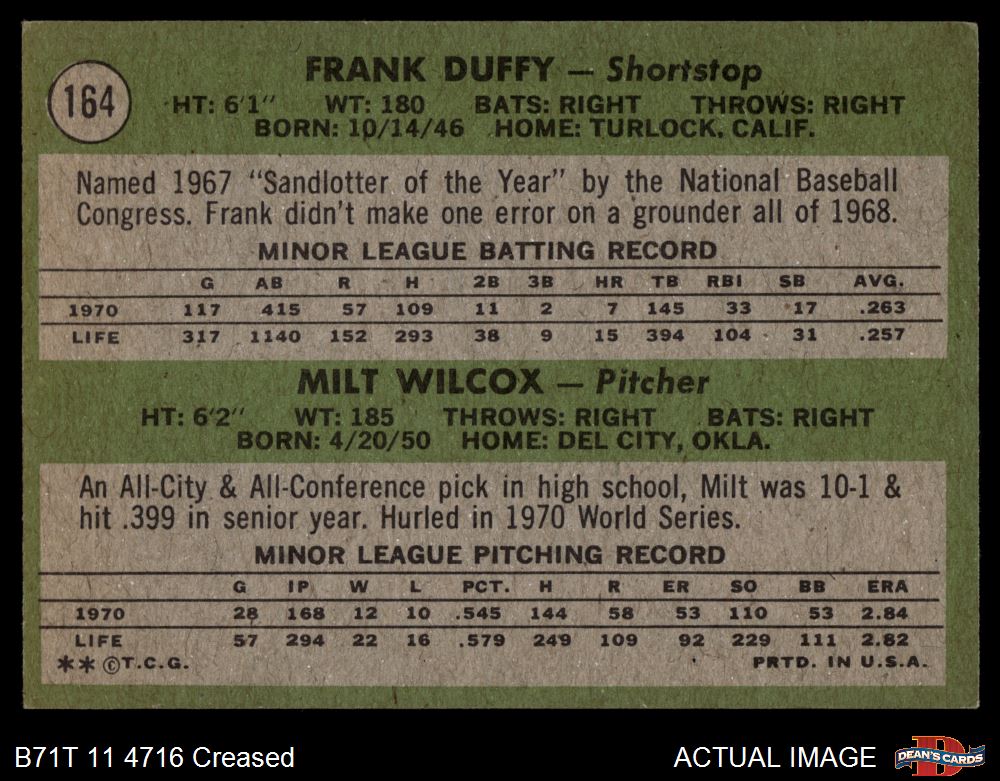 164
FRANK DUFFY — Shortstop
HT: 6'1" WT: 180 BATS: RIGHT THROWS: RIGHT
BORN: 10/14/46 HOME: TURLOCK, CALIF.
Named 1967 "Sandlotter of the Year" by the National Baseball
Congress. Frank didn't make one error on a grounder all of 1968.
MINOR LEAGUE BATTING RECORD
G AB R H 2B 3B HR TB RBI SB AVG.
1970 117 415 57 109 11 2 7 145 33 17 .263
LIFE 317 1140 152 293 38 9 15 394 104 31 .257
MILT WILCOX — Pitcher
HT: 6'2" WT: 185 THROWS: RIGHT BATS: RIGHT
BORN: 4/20/50 HOME: DEL CITY, OKLA.
An All-City & All-Conference pick in high school, Milt was 10-1 &
hit .399 in senior year. Hurled in 1970 World Series.
MINOR LEAGUE PITCHING RECORD
G IP W L PCT. H R ER SO BB ERA
1970 28 168 12 10 .545 144 58 53 110 53 2.84
LIFE 57 294 22 16 .579 249 109 92 229 111 2.82
** ©T.C.G. PRTD. IN U.S.A.
B71T 11 4716 Creased ACTUAL IMAGE DEAN'S CARDS